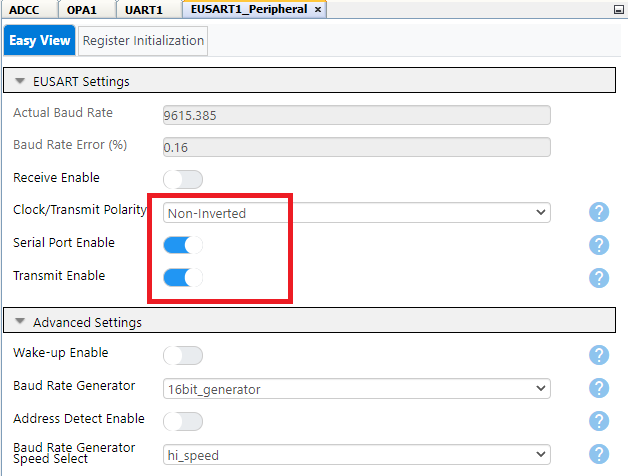 ADCC OPA1 UART1 EUSART1_Peripheral ×
Easy View Register Initialization
EUSART Settings
Actual Baud Rate 9615.385
Baud Rate Error (%) 0.16
Receive Enable
Clock/Transmit Polarity Non-Inverted ?
Serial Port Enable ?
Transmit Enable ?
Advanced Settings
Wake-up Enable ?
Baud Rate Generator 16bit_generator ?
Address Detect Enable ?
Baud Rate Generator
Speed Select hi_speed ?